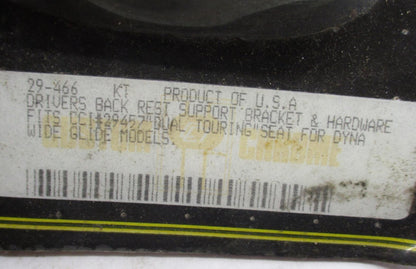 29-466 KT PRODUCT OF U.S.A
DRIVERS BACK REST SUPPORT BRACKET & HARDWARE
FITS CCI#29457"DUAL TOURING"SEAT FOR DYNA
WIDE GLIDE MODELS.
CHROME